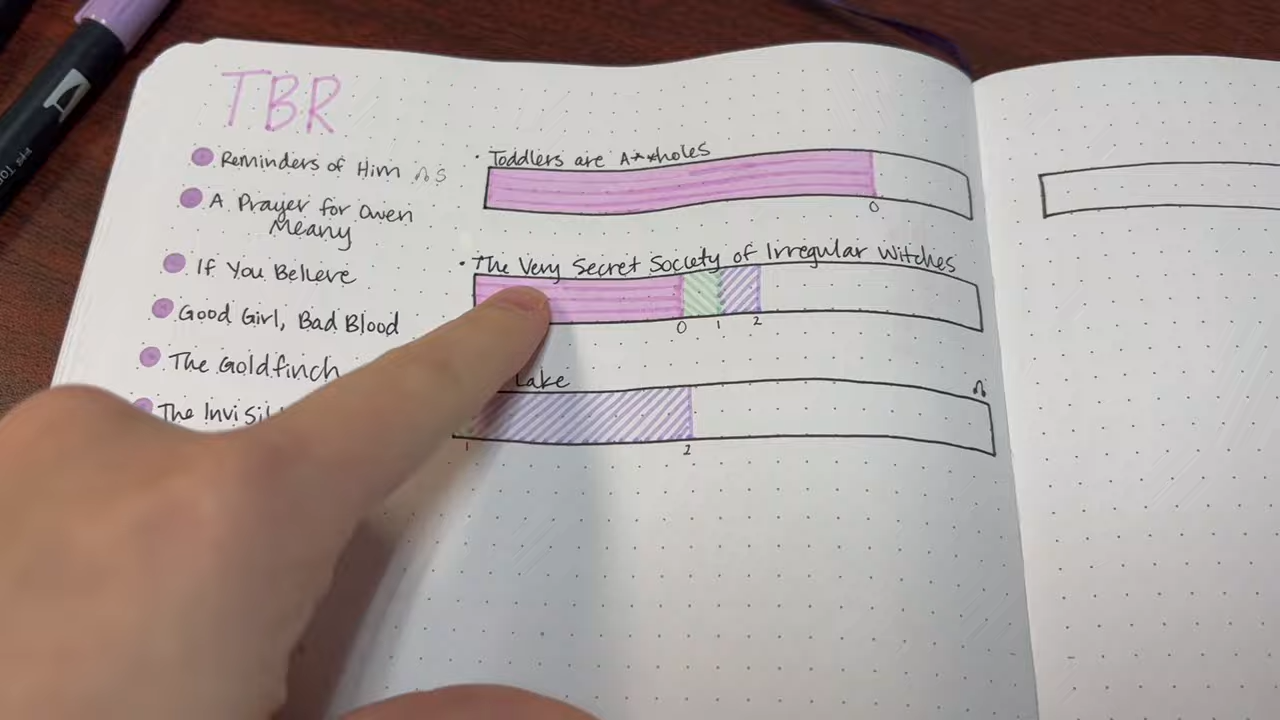 TBR
Reminders of Him
A Prayer for Owen
Meany
If You Believe
Good Girl, Bad Blood
The Goldfinch
The
• Toddlers are A**holes
0
• The Very Secret Society of Irregular Witches
0 1 2
Lake
1 2